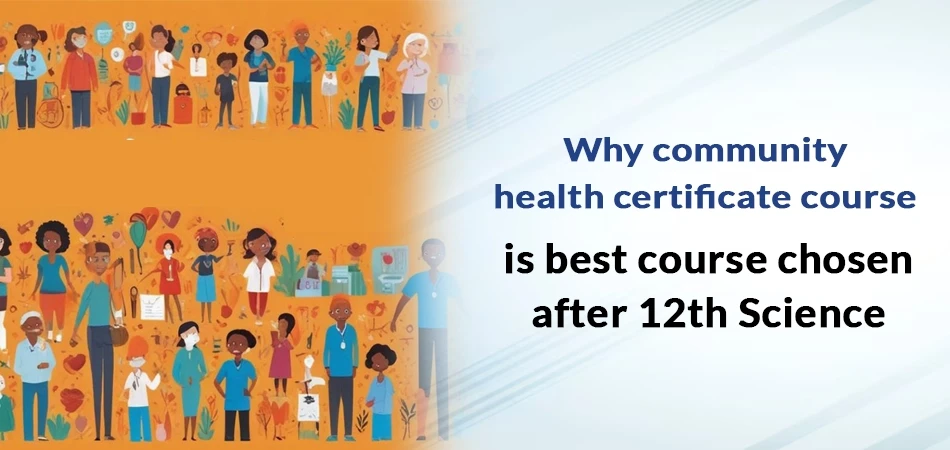 Why community
health certificate course
is best course chosen
after 12th Science